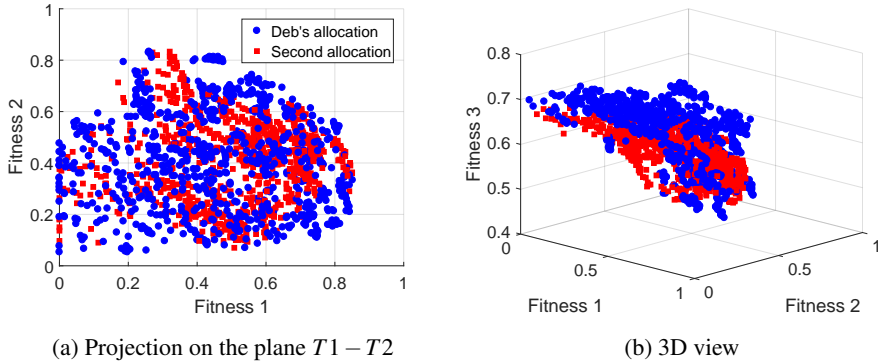 1
0.8
0.6
0.4
0.2
0
0
0.2
0.4
0.6
0.8
1
Fitness 2
Fitness 1
Deb's allocation
Second allocation
(a) Projection on the plane T1 − T2
0.8
0.7
0.6
0.5
0.4
Fitness 3
0
0.5
1
Fitness 1
0
0.5
1
Fitness 2
(b) 3D view